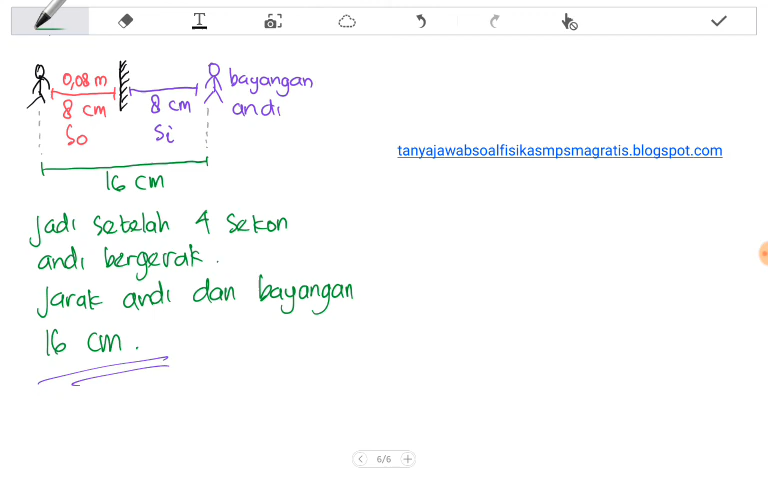 T
0,08 m
8 cm
So
8 cm
Si
bayangan
andi
tanyajawabsoalfisikasmpsmagratis.blogspot.com
16 cm
jadi setelah 4 sekon
andi bergerak.
Jarak andi dan bayangan
16 cm.
6/6